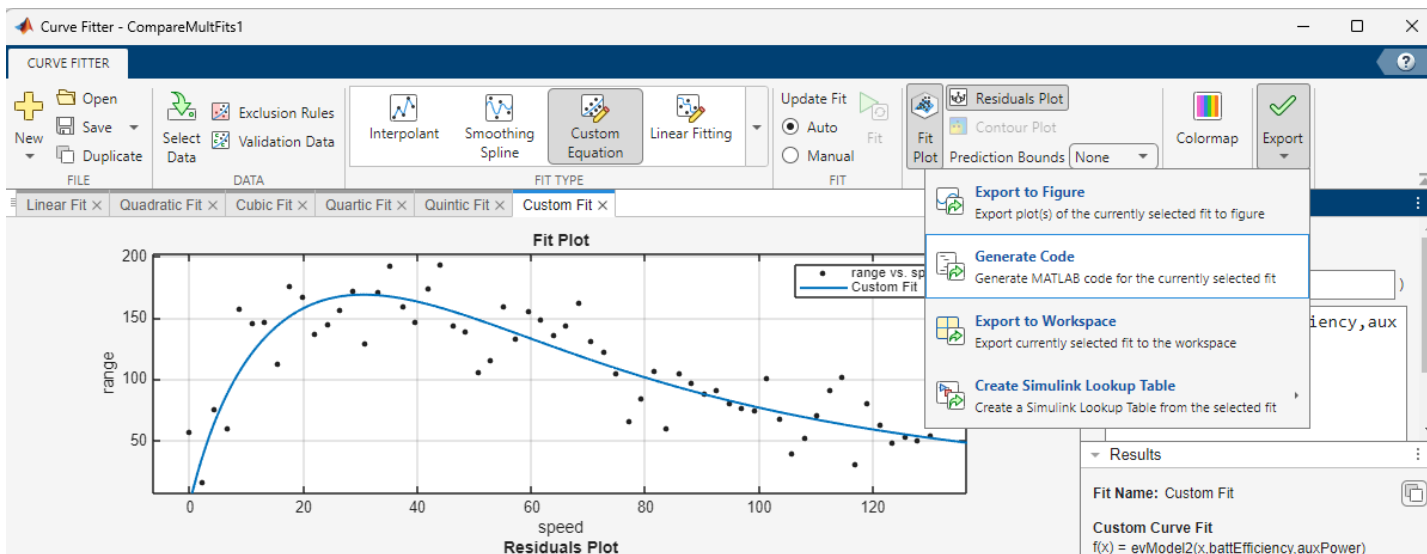 Curve Fitter - CompareMultFits1
CURVE FITTER
?
New
Open
Save
Duplicate
FILE
Select
Data
Exclusion Rules
Validation Data
DATA
Interpolant
Smoothing
Spline
Custom
Equation
Linear Fitting
FIT TYPE
Update Fit
Auto
Manual
Fit
FIT
Fit
Plot
Residuals Plot
Contour Plot
Prediction Bounds None
Colormap
Export
Linear Fit × Quadratic Fit × Cubic Fit × Quartic Fit × Quintic Fit × Custom Fit ×
Export to Figure
Export plot(s) of the currently selected fit to figure
Generate Code
Generate MATLAB code for the currently selected fit
Export to Workspace
Export currently selected fit to the workspace
Create Simulink Lookup Table
Create a Simulink Lookup Table from the selected fit
)
iency,aux
Fit Plot
range vs. sp
Custom Fit
200
150
100
50
range
0 20 40 60 80 100 120
speed
Residuals Plot
Results
Fit Name: Custom Fit
Custom Curve Fit
f(x) = evModel2(x,battEfficiency,auxPower)